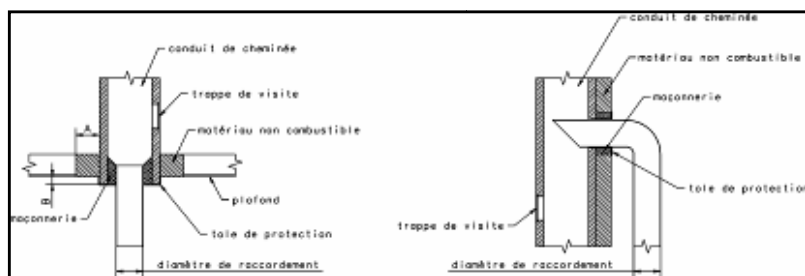 conduit de cheminée
trappe de visite
matériau non combustible
A
B
plafond
maçonnerie
tole de protection
diamètre de raccordement
conduit de cheminée
matériau non combustible
maçonnerie
tole de protection
trappe de visite
diamètre de raccordement